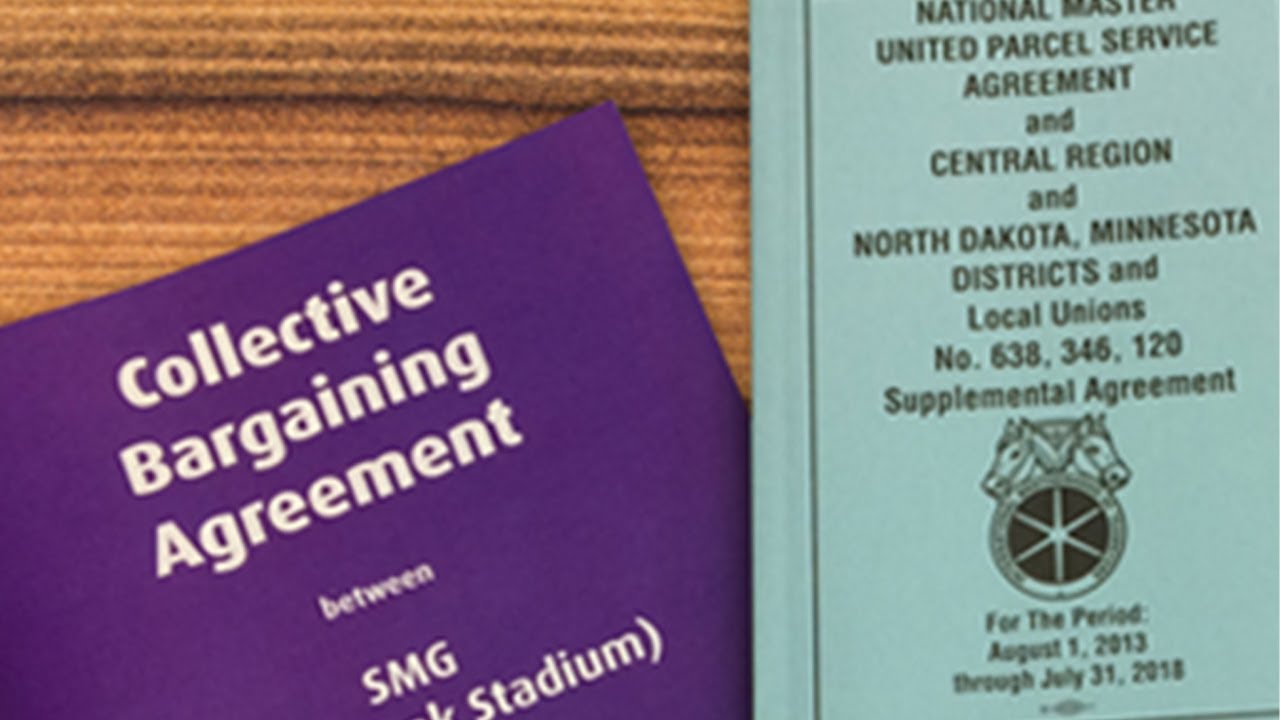 Collective
Bargaining
Agreement
between
SMG
Stadium)
NATIONAL MASTER
UNITED PARCEL SERVICE
AGREEMENT
and
CENTRAL REGION
and
NORTH DAKOTA, MINNESOTA
DISTRICTS and
Local Unions
No. 638, 346, 120
Supplemental Agreement
For The Period:
August 1, 2013
through July 31, 2018